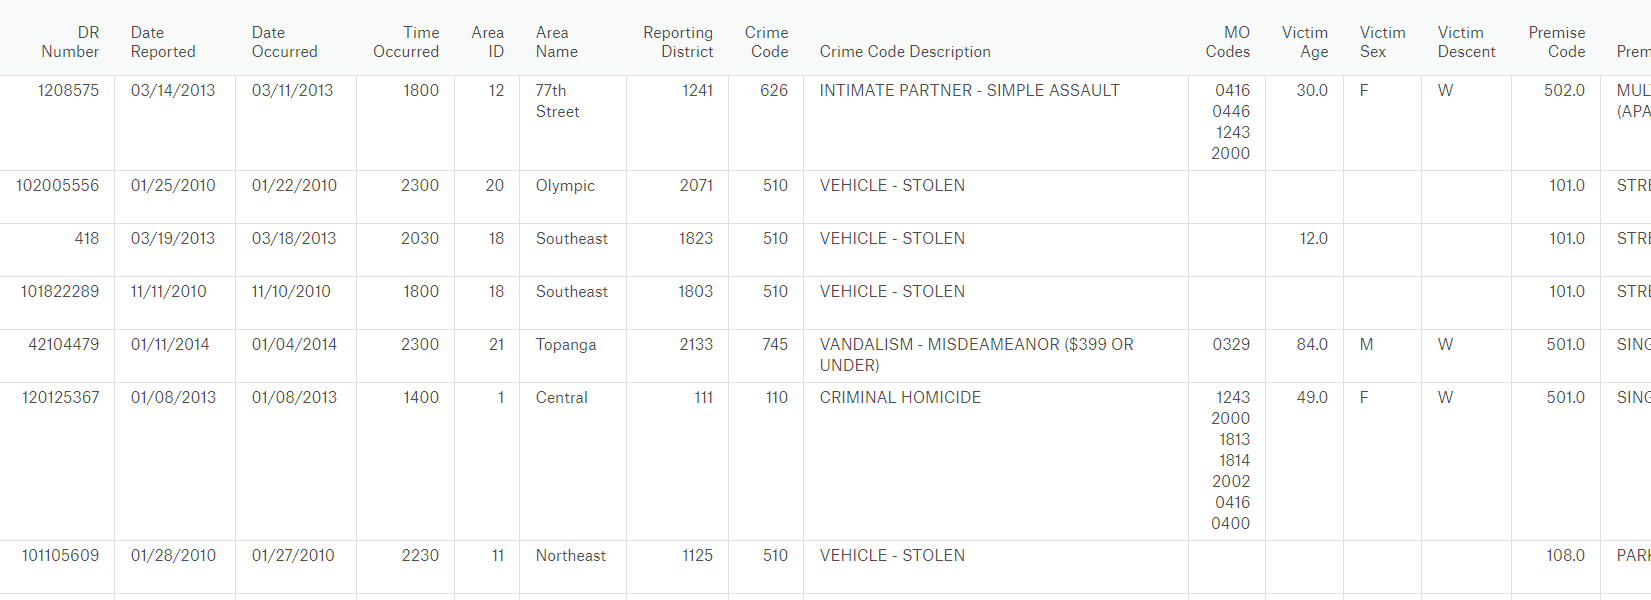 DR Number Date Reported Date Occurred Time Occurred Area ID Area Name Reporting District Crime Code Crime Code Description MO Codes Victim Age Victim Sex Victim Descent Premise Code Prem
1208575 03/14/2013 03/11/2013 1800 12 77th 1241 626 INTIMATE PARTNER - SIMPLE ASSAULT 0416 30.0 F W 502.0 MUL
Street 0446 (APA
1243
2000
102005556 01/25/2010 01/22/2010 2300 20 Olympic 2071 510 VEHICLE - STOLEN 101.0 STRE
418 03/19/2013 03/18/2013 2030 18 Southeast 1823 510 VEHICLE - STOLEN 12.0 101.0 STRE
101822289 11/11/2010 11/10/2010 1800 18 Southeast 1803 510 VEHICLE - STOLEN 101.0 STRE
42104479 01/11/2014 01/04/2014 2300 21 Topanga 2133 745 VANDALISM - MISDEAMEANOR ($399 OR 0329 84.0 M W 501.0 SING
UNDER)
120125367 01/08/2013 01/08/2013 1400 1 Central 111 110 CRIMINAL HOMICIDE 1243 49.0 F W 501.0 SING
2000
1813
1814
2002
0416
0400
101105609 01/28/2010 01/27/2010 2230 11 Northeast 1125 510 VEHICLE - STOLEN 108.0 PARK